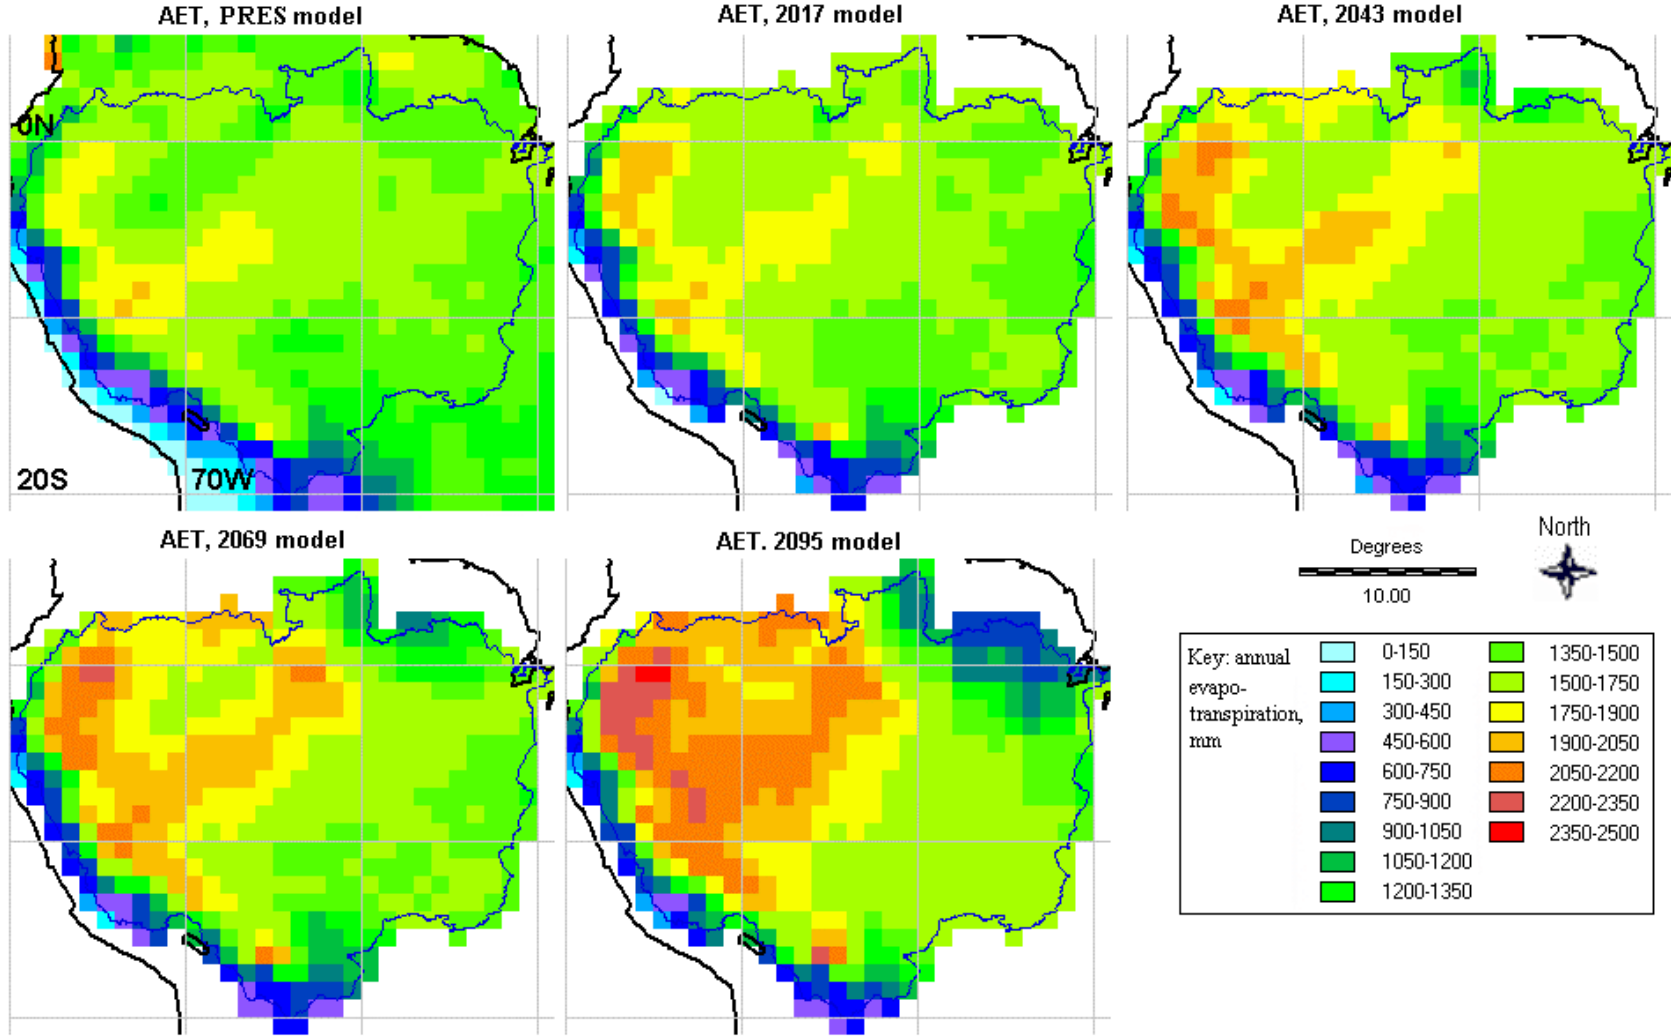 AET, PRES model
AET, 2017 model
AET, 2043 model
0N
20S
70W
AET, 2069 model
AET. 2095 model
Degrees
10.00
North
Key: annual
evapo-
transpiration,
mm
0-150
150-300
300-450
450-600
600-750
750-900
900-1050
1050-1200
1200-1350
1350-1500
1500-1750
1750-1900
1900-2050
2050-2200
2200-2350
2350-2500